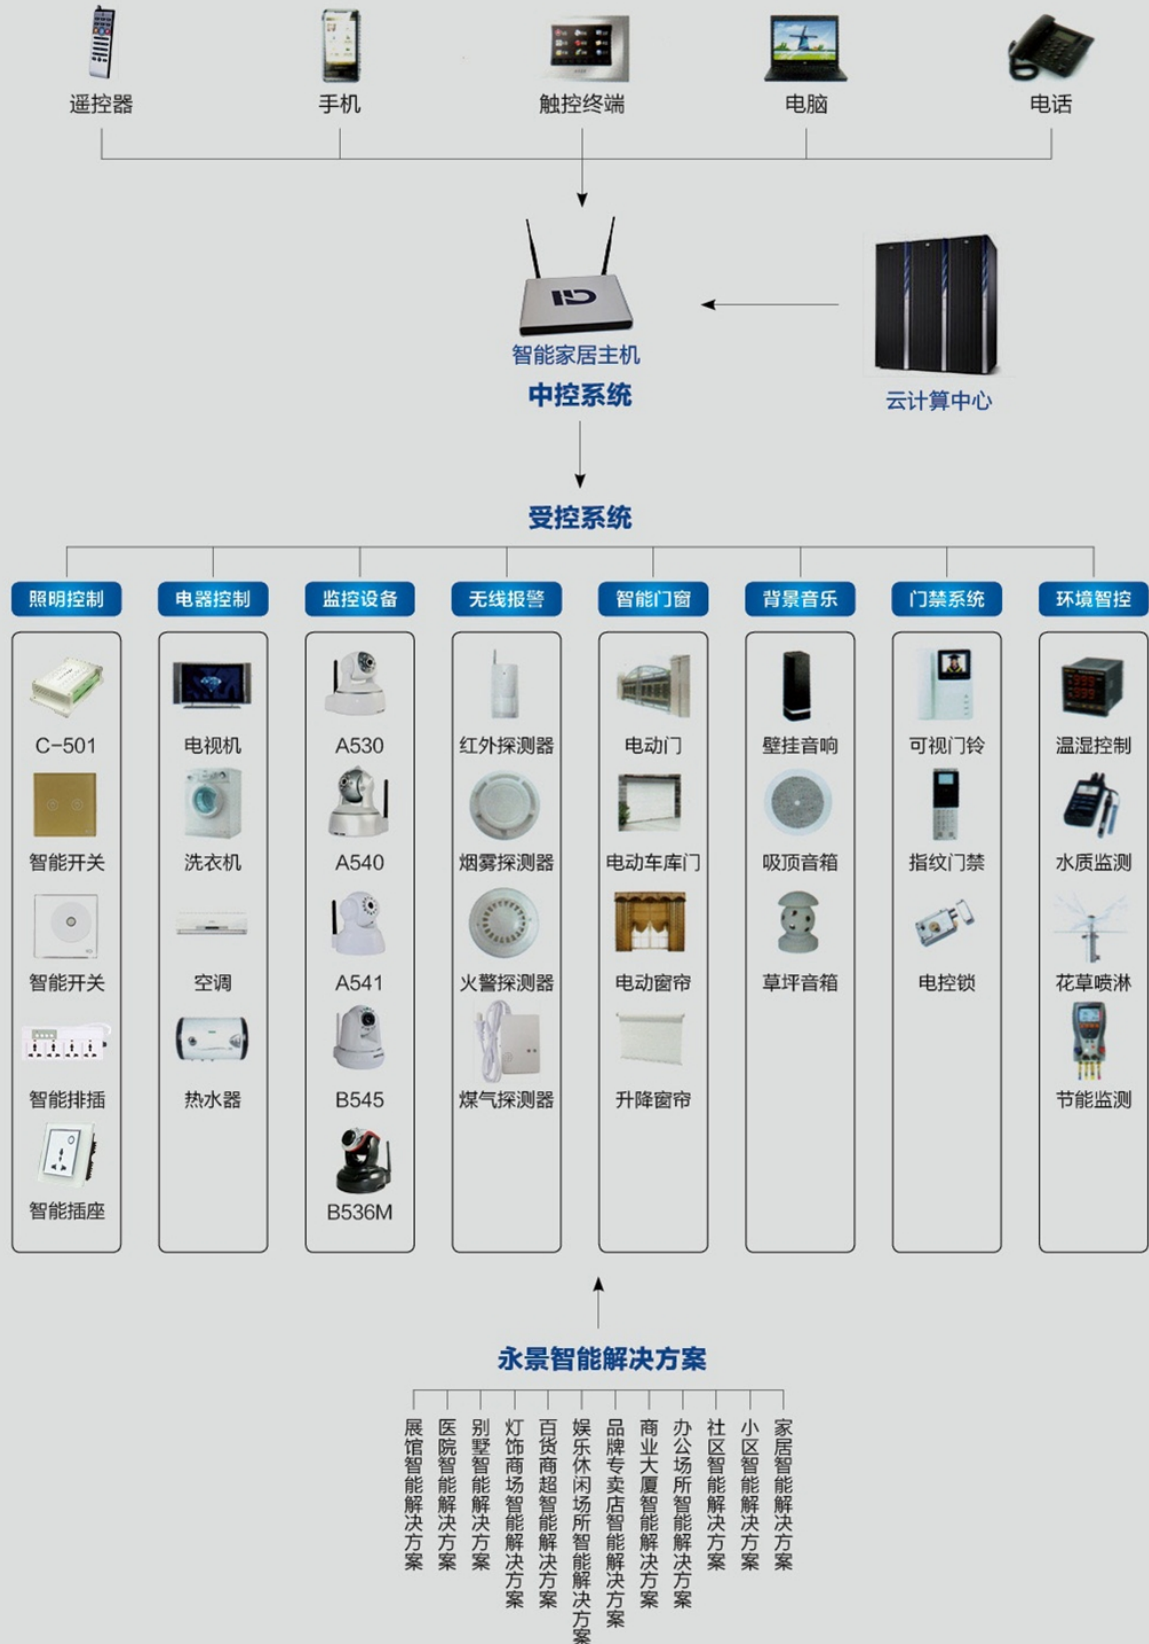 遥控器 手机 触控终端 电脑 电话
智能家居主机
中控系统
云计算中心
受控系统
照明控制 电器控制 监控设备 无线报警 智能门窗 背景音乐 门禁系统 环境智控
C-501 电视机 A530 红外探测器 电动门 壁挂音响 可视门铃 温湿控制
智能开关 洗衣机 A540 烟雾探测器 电动车库门 吸顶音箱 指纹门禁 水质监测
智能开关 空调 A541 火警探测器 电动窗帘 草坪音箱 电控锁 花草喷淋
智能排插 热水器 B545 煤气探测器 升降窗帘 节能监测
智能插座 B536M
永景智能解决方案
展馆智能解决方案
医院智能解决方案
别墅智能解决方案
灯饰商场智能解决方案
百货商超智能解决方案
娱乐休闲场所智能解决方案
品牌专卖店智能解决方案
商业大厦智能解决方案
办公场所智能解决方案
社区智能解决方案
小区智能解决方案
家居智能解决方案